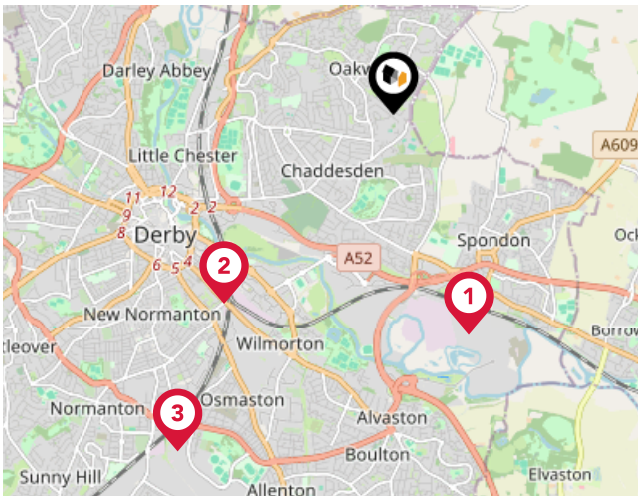 Darley Abbey
Oakw
A609
Little Chester
Chaddesden
11
12
9
2
2
8
Derby
Spondon
Ock
6
5
4
A52
2
1
New Normanton
tleover
Wilmorton
Borrow
Normanton
3
Osmaston
Alvaston
Boulton
Sunny Hill
Allenton
Elvaston